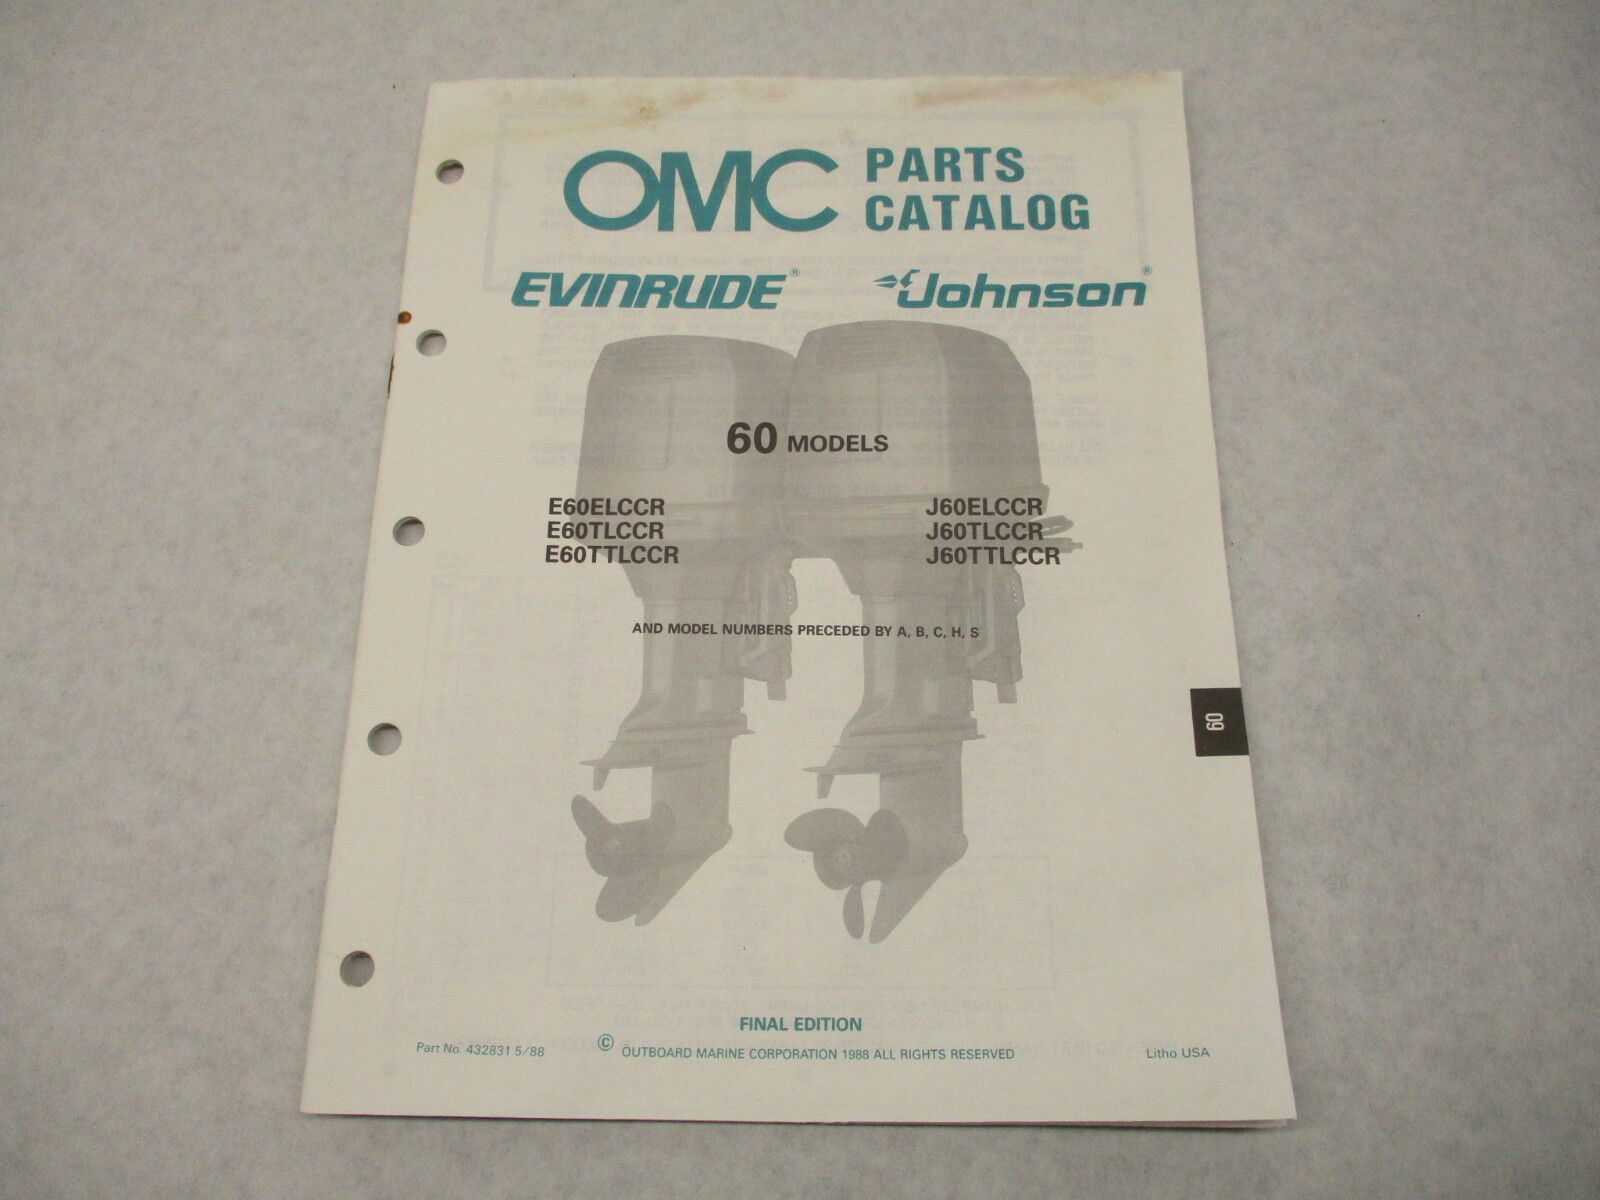 OMC PARTS
CATALOG
EVINRUDE® Johnson®
60 MODELS
E60ELCCR J60ELCCR
E60TLCCR J60TLCCR
E60TTLCCR J60TTLCCR
AND MODEL NUMBERS PRECEDED BY A, B, C, H, S
60
FINAL EDITION
Part No. 432831 5/88 © OUTBOARD MARINE CORPORATION 1988 ALL RIGHTS RESERVED Litho USA